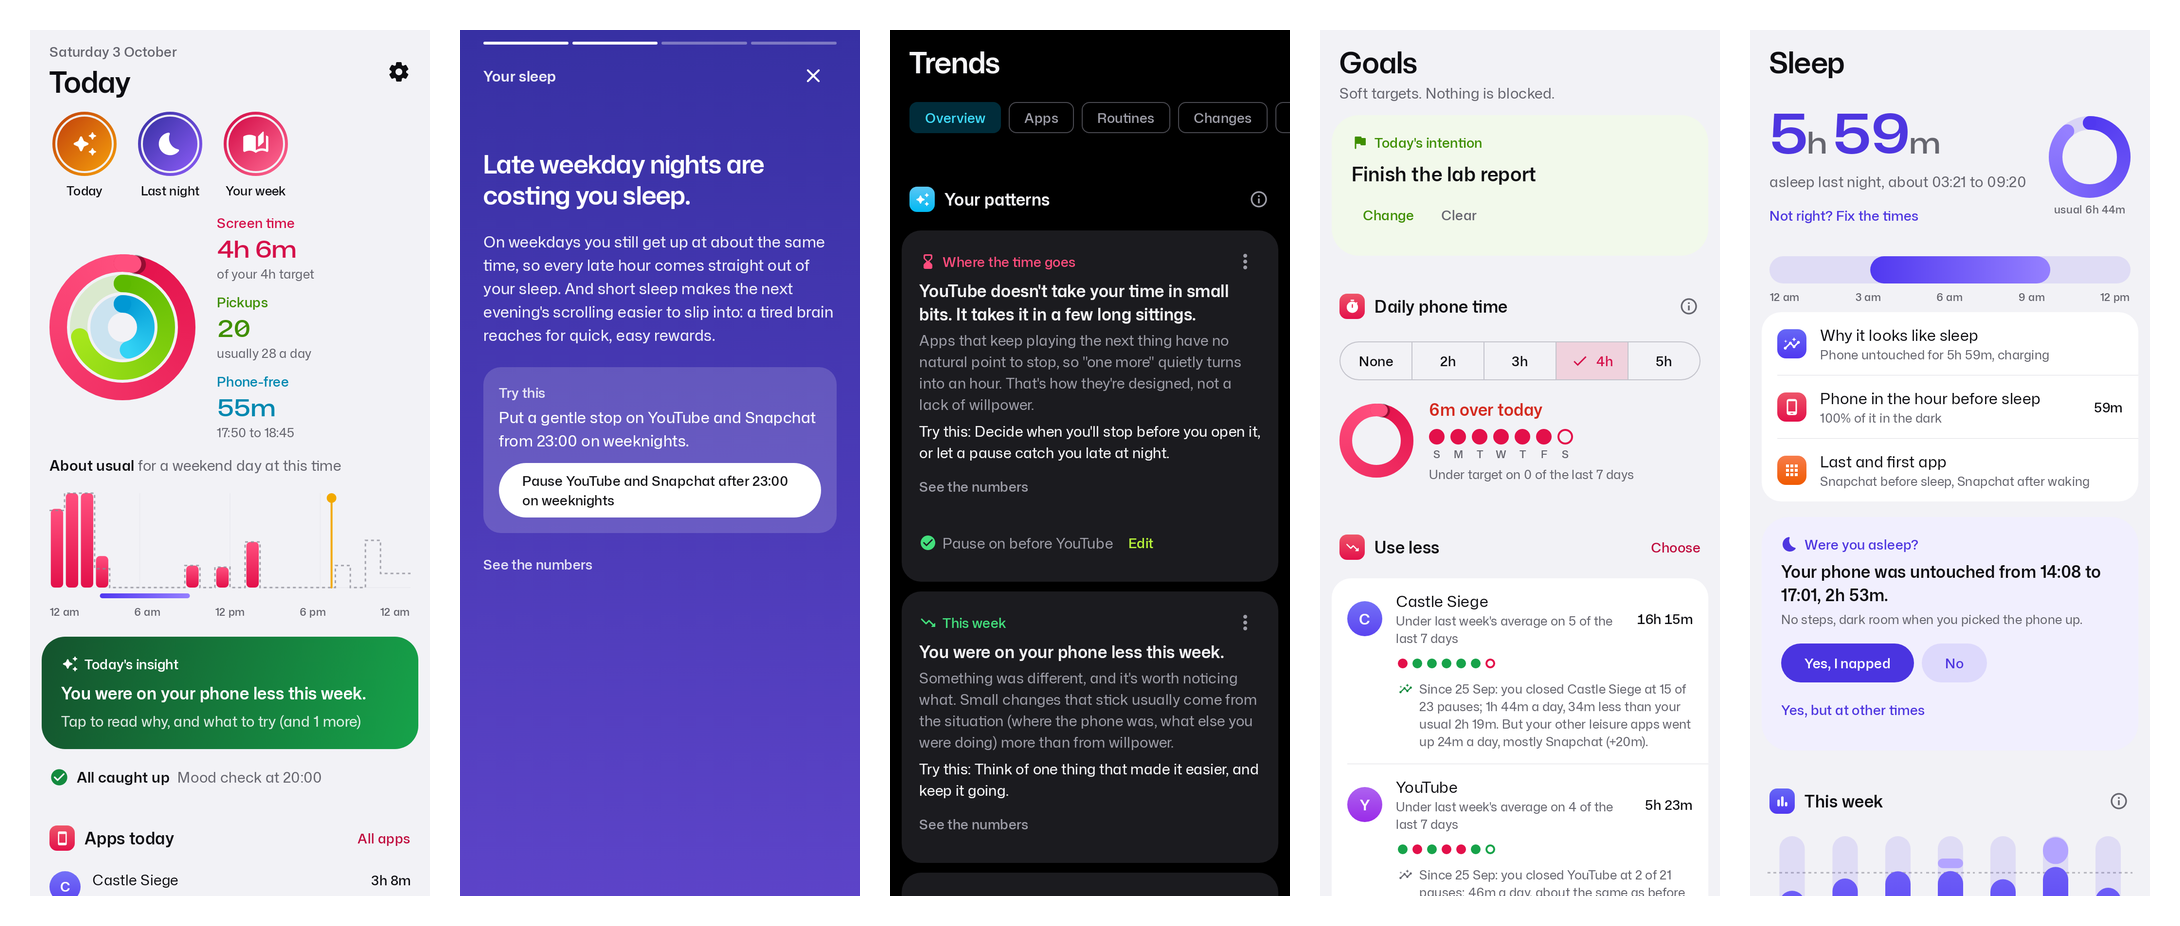 Saturday 3 October
Today
Today
Last night
Your week
Screen time
4h 6m
of your 4h target
Pickups
20
usually 28 a day
Phone-free
55m
17:50 to 18:45
About usual for a weekend day at this time
12 am
6 am
12 pm
6 pm
12 am
Today's insight
You were on your phone less this week.
Tap to read why, and what to try (and 1 more)
All caught up Mood check at 20:00
Apps today
All apps
C
Castle Siege
3h 8m
Your sleep
Late weekday nights are
costing you sleep.
On weekdays you still get up at about the same
time, so every late hour comes straight out of
your sleep. And short sleep makes the next
evening's scrolling easier to slip into: a tired brain
reaches for quick, easy rewards.
Try this
Put a gentle stop on YouTube and Snapchat
from 23:00 on weeknights.
Pause YouTube and Snapchat after 23:00
on weeknights
See the numbers
Trends
Overview
Apps
Routines
Changes
Your patterns
Where the time goes
YouTube doesn't take your time in small
bits. It takes it in a few long sittings.
Apps that keep playing the next thing have no
natural point to stop, so "one more" quietly turns
into an hour. That's how they're designed, not a
lack of willpower.
Try this: Decide when you'll stop before you open it,
or let a pause catch you late at night.
See the numbers
Pause on before YouTube Edit
This week
You were on your phone less this week.
Something was different, and it's worth noticing
what. Small changes that stick usually come from
the situation (where the phone was, what else you
were doing) more than from willpower.
Try this: Think of one thing that made it easier, and
keep it going.
See the numbers
Goals
Soft targets. Nothing is blocked.
Today's intention
Finish the lab report
Change
Clear
Daily phone time
None
2h
3h
4h
5h
6m over today
S M T W T F S
Under target on 0 of the last 7 days
Use less
Choose
C
Castle Siege
Under last week's average on 5 of the
last 7 days
16h 15m
Since 25 Sep: you closed Castle Siege at 15 of
23 pauses; 1h 44m a day, 34m less than your
usual 2h 19m. But your other leisure apps went
up 24m a day, mostly Snapchat (+20m).
Y
YouTube
Under last week's average on 4 of the
last 7 days
5h 23m
Since 25 Sep: you closed YouTube at 2 of 21
pauses; 46m a day, about the same as before
Sleep
5h 59m
asleep last night, about 03:21 to 09:20
usual 6h 44m
Not right? Fix the times
12 am
3 am
6 am
9 am
12 pm
Why it looks like sleep
Phone untouched for 5h 59m, charging
Phone in the hour before sleep
100% of it in the dark
59m
Last and first app
Snapchat before sleep, Snapchat after waking
Were you asleep?
Your phone was untouched from 14:08 to
17:01, 2h 53m.
No steps, dark room when you picked the phone up.
Yes, I napped
No
Yes, but at other times
This week